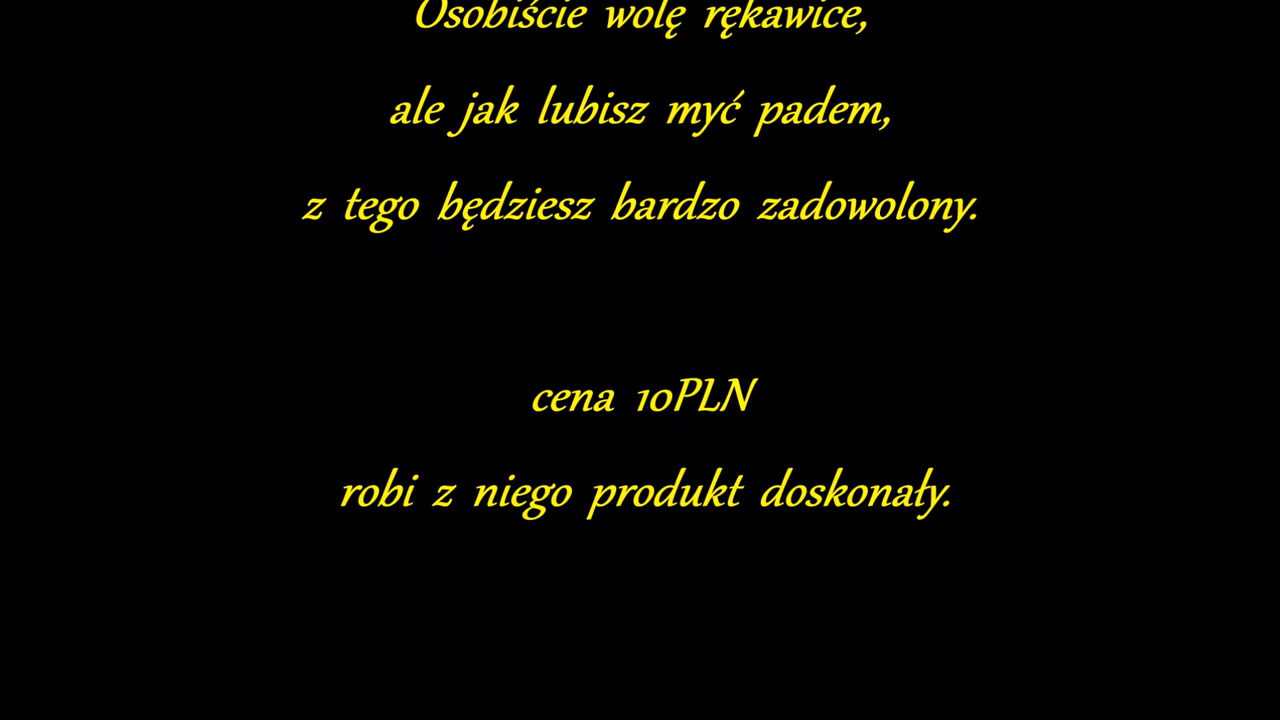 Osobiście wolę rękawice,
ale jak lubisz myć padem,
z tego będziesz bardzo zadowolony.
cena 10PLN
robi z niego produkt doskonały.